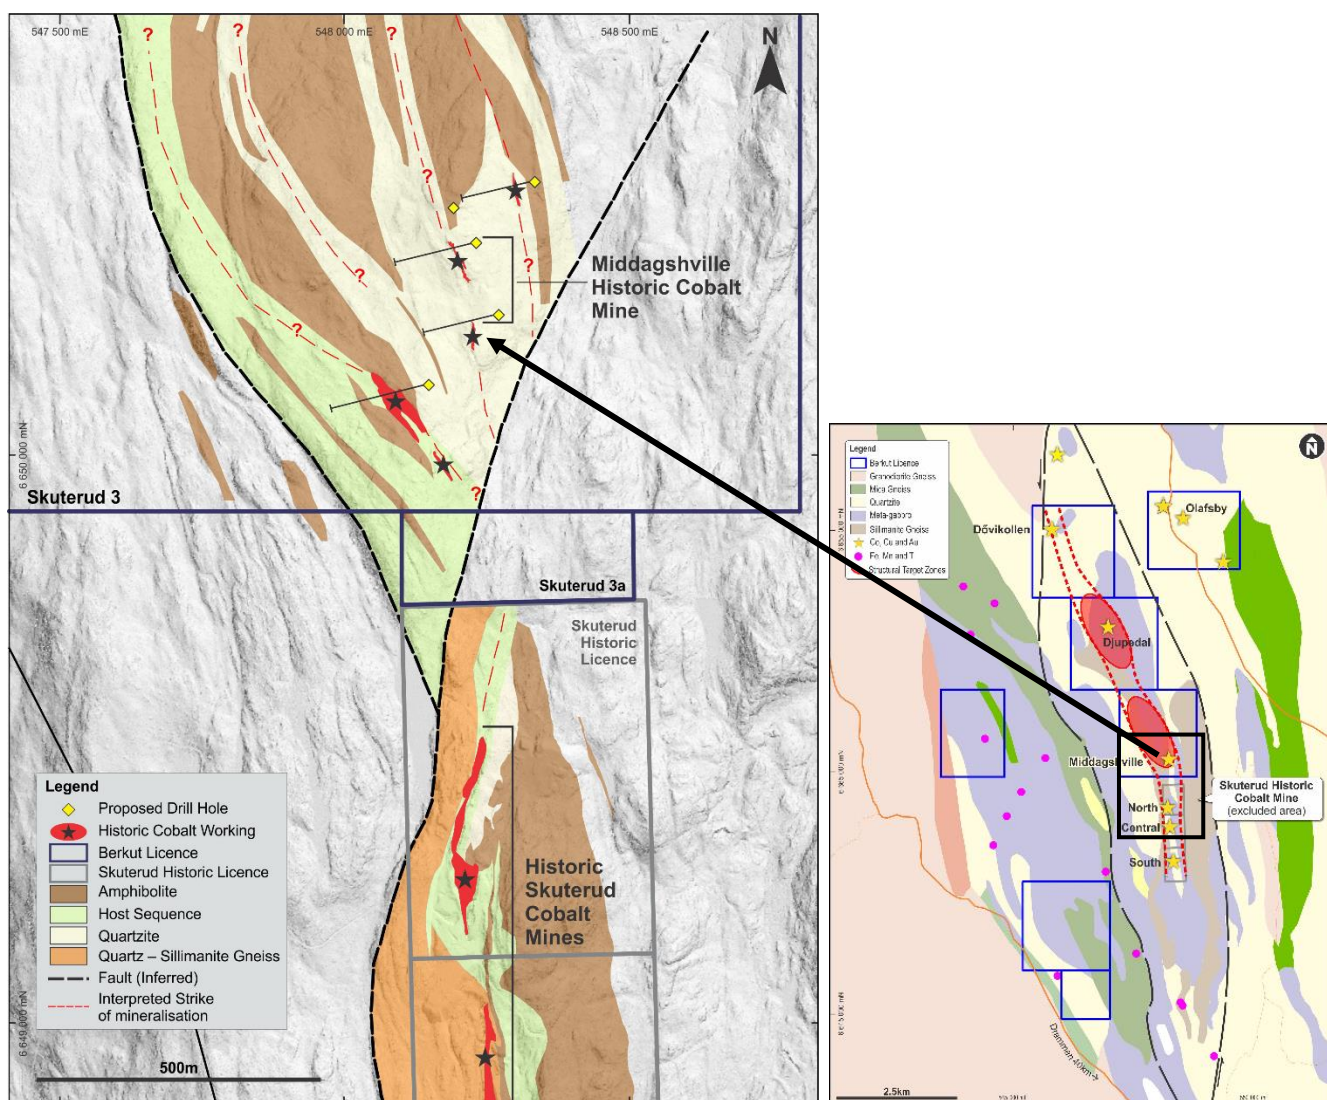 547 500 mE
548 000 mE
548 500 mE
N
?
?
?
?
?
?
?
?
Middagshville
Historic Cobalt
Mine
6 650 000 mN
Skuterud 3
Skuterud 3a
Skuterud
Historic
Licence
Historic
Skuterud
Cobalt
Mines
Legend
Proposed Drill Hole
Historic Cobalt Working
Berkut Licence
Skuterud Historic Licence
Amphibolite
Host Sequence
Quartzite
Quartz – Sillimanite Gneiss
Fault (Inferred)
Interpreted Strike
of mineralisation
6 649 000 mN
500m
Legend
Berkut Licence
Granodiorite Gneiss
Mica Gneiss
Quartzite
Meta-gabbro
Sillimanite Gneiss
Co, Cu and Au
Fe, Mn and T
Structural Target Zones
N
Olafsby
Dôvikollen
Djupedal
Middagshville
North
Central
South
Skuterud Historic
Cobalt Mine
(excluded area)
Dramman 40km
2.5km